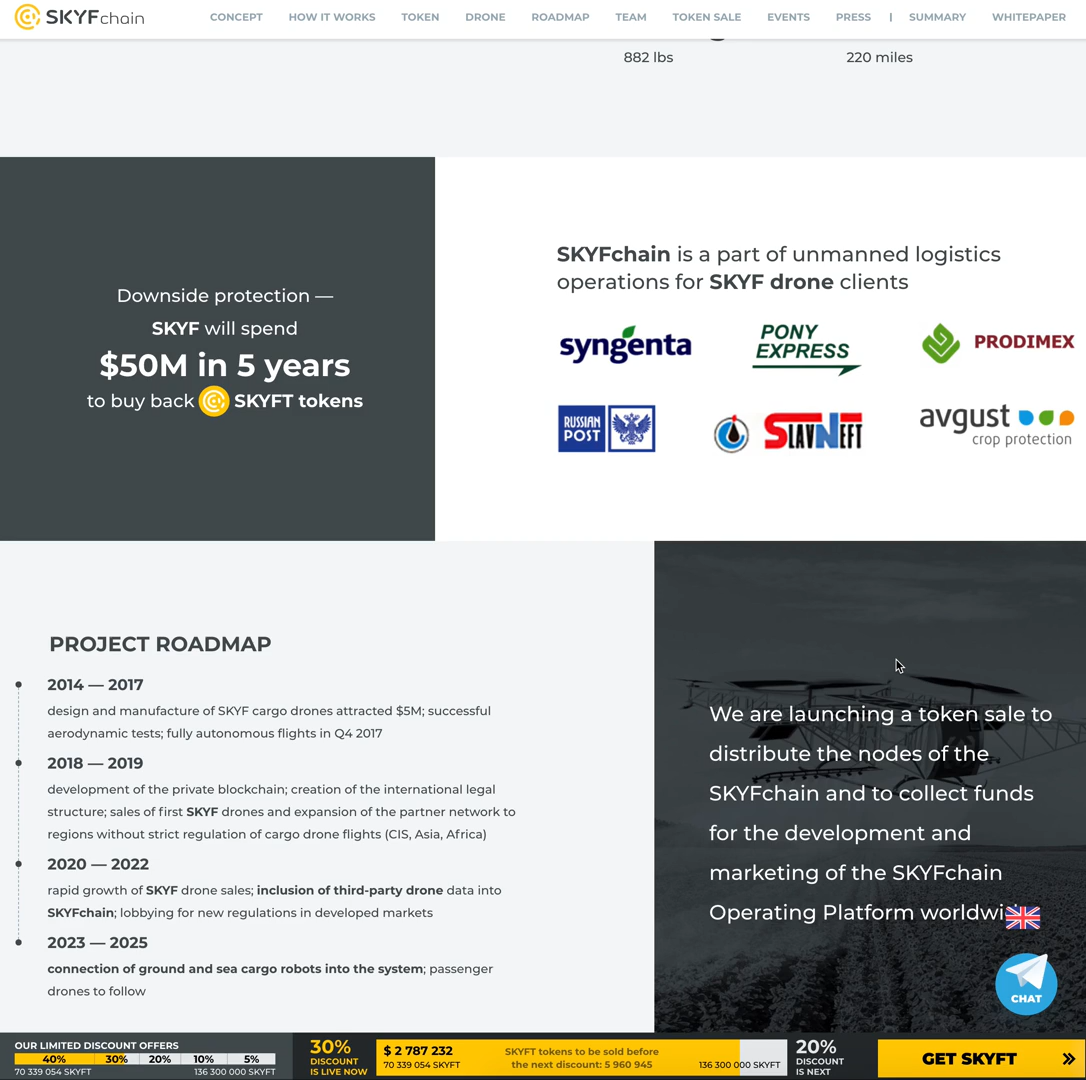 SKYFchain
CONCEPT HOW IT WORKS TOKEN DRONE ROADMAP TEAM TOKEN SALE EVENTS PRESS | SUMMARY WHITEPAPER
882 lbs 220 miles
Downside protection —
SKYF will spend
$50M in 5 years
to buy back SKYFT tokens
SKYFchain is a part of unmanned logistics
operations for SKYF drone clients
syngenta
PONY
EXPRESS
PRODIMEX
RUSSIAN
POST
SLAVNEFT
avgust
crop protection
PROJECT ROADMAP
2014 — 2017
design and manufacture of SKYF cargo drones attracted $5M; successful
aerodynamic tests; fully autonomous flights in Q4 2017
2018 — 2019
development of the private blockchain; creation of the international legal
structure; sales of first SKYF drones and expansion of the partner network to
regions without strict regulation of cargo drone flights (CIS, Asia, Africa)
2020 — 2022
rapid growth of SKYF drone sales; inclusion of third-party drone data into
SKYFchain; lobbying for new regulations in developed markets
2023 — 2025
connection of ground and sea cargo robots into the system; passenger
drones to follow
We are launching a token sale to
distribute the nodes of the
SKYFchain and to collect funds
for the development and
marketing of the SKYFchain
Operating Platform
CHAT
OUR LIMITED DISCOUNT OFFERS
40% 30% 20% 10% 5%
70 339 054 SKYFT 136 300 000 SKYFT
30%
DISCOUNT
IS LIVE NOW
$ 2 787 232
70 339 054 SKYFT
SKYFT tokens to be sold before
the next discount: 5 960 945
136 300 000 SKYFT
20%
DISCOUNT
IS NEXT
GET SKYFT